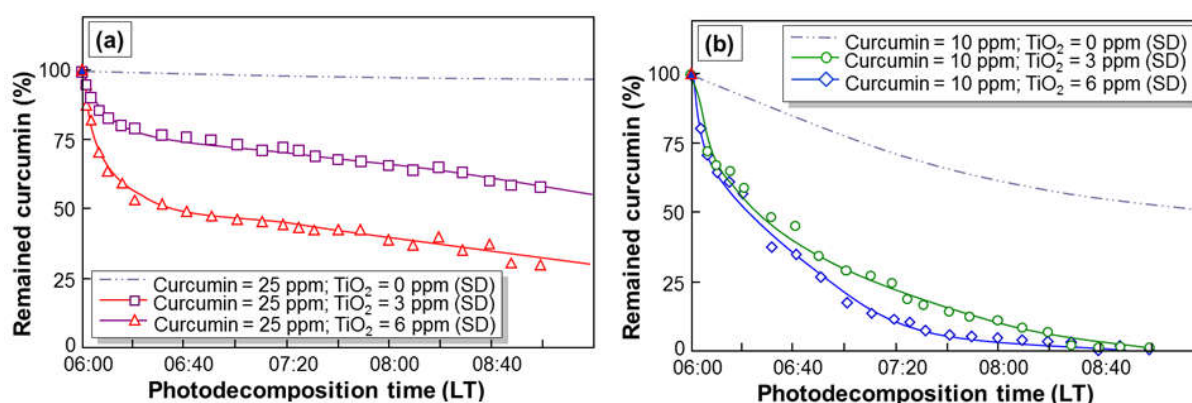 (a)
Remained curcumin (%)
100
75
50
25
0
Curcumin = 25 ppm; TiO₂ = 0 ppm (SD)
Curcumin = 25 ppm; TiO₂ = 3 ppm (SD)
Curcumin = 25 ppm; TiO₂ = 6 ppm (SD)
06:00 06:40 07:20 08:00 08:40
Photodecomposition time (LT)
(b)
Curcumin = 10 ppm; TiO₂ = 0 ppm (SD)
Curcumin = 10 ppm; TiO₂ = 3 ppm (SD)
Curcumin = 10 ppm; TiO₂ = 6 ppm (SD)
Remained curcumin (%)
100
75
50
25
0
06:00 06:40 07:20 08:00 08:40
Photodecomposition time (LT)